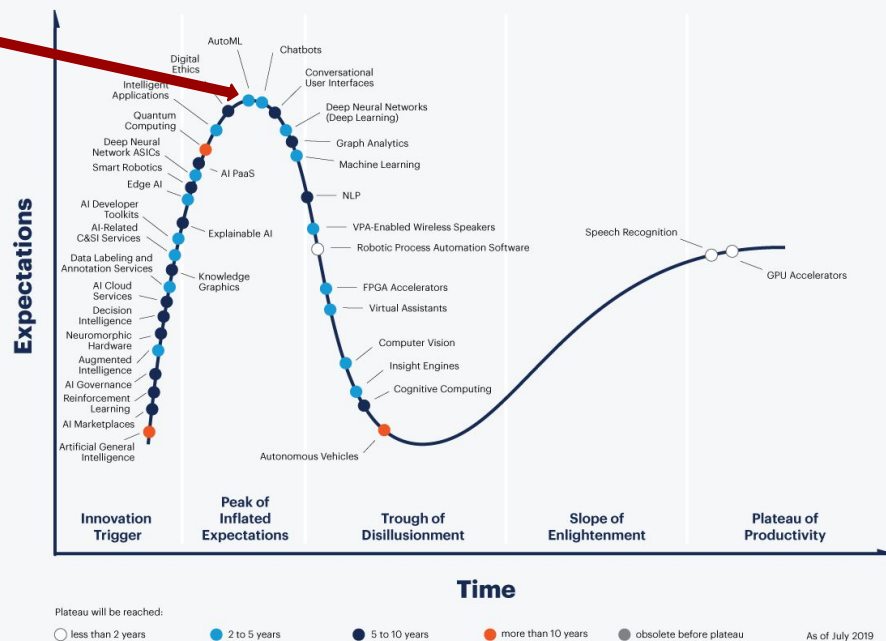 AutoML
Chatbots
Digital
Ethics
Conversational
User Interfaces
Intelligent
Applications
Deep Neural Networks
(Deep Learning)
Quantum
Computing
Graph Analytics
Deep Neural
Network ASICs
Machine Learning
Smart Robotics
AI PaaS
Edge AI
NLP
AI Developer
Toolkits
VPA-Enabled Wireless Speakers
AI-Related
C&SI Services
Explainable AI
Robotic Process Automation Software
Speech Recognition
Data Labeling and
Annotation Services
Knowledge
Graphics
GPU Accelerators
AI Cloud
Services
FPGA Accelerators
Decision
Intelligence
Virtual Assistants
Neuromorphic
Hardware
Computer Vision
Augmented
Intelligence
Insight Engines
AI Governance
Cognitive Computing
Reinforcement
Learning
AI Marketplaces
Artificial General
Intelligence
Autonomous Vehicles
Expectations
Innovation
Trigger
Peak of
Inflated
Expectations
Trough of
Disillusionment
Slope of
Enlightenment
Plateau of
Productivity
Time
Plateau will be reached:
less than 2 years
2 to 5 years
5 to 10 years
more than 10 years
obsolete before plateau
As of July 2019